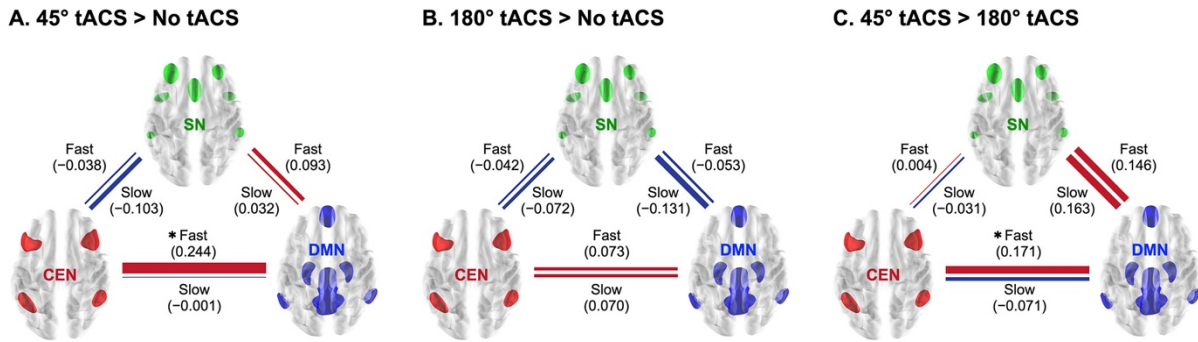 A. 45° tACS > No tACS
SN
Fast
(−0.038)
Slow
(−0.103)
Fast
(0.093)
Slow
(0.032)
CEN
DMN
* Fast
(0.244)
Slow
(−0.001)
B. 180° tACS > No tACS
SN
Fast
(−0.042)
Slow
(−0.072)
Fast
(−0.053)
Slow
(−0.131)
CEN
DMN
Fast
(0.073)
Slow
(0.070)
C. 45° tACS > 180° tACS
SN
Fast
(0.004)
Slow
(−0.031)
Fast
(0.146)
Slow
(0.163)
CEN
DMN
* Fast
(0.171)
Slow
(−0.071)